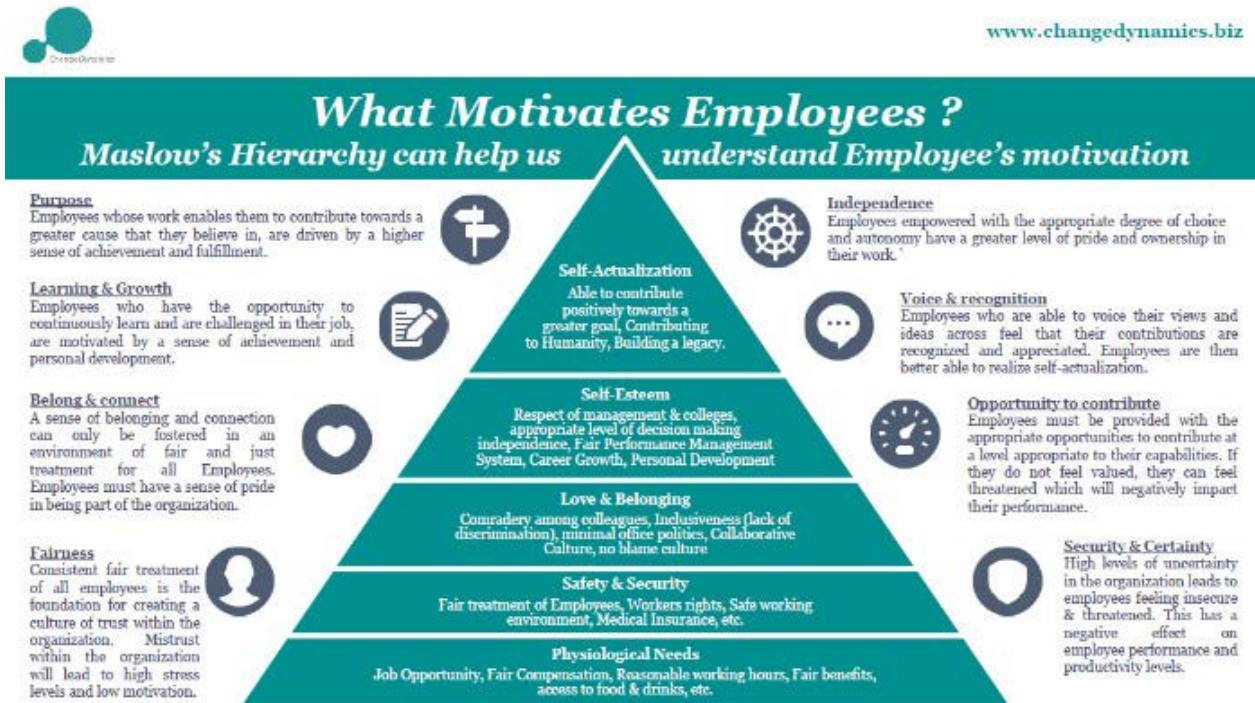 ChangeDynamics
www.changedynamics.biz
What Motivates Employees ?
Maslow's Hierarchy can help us
understand Employee's motivation
Purpose
Employees whose work enables them to contribute towards a
greater cause that they believe in, are driven by a higher
sense of achievement and fulfillment.
Learning & Growth
Employees who have the opportunity to
continuously learn and are challenged in their job,
are motivated by a sense of achievement and
personal development.
Belong & connect
A sense of belonging and connection
can only be fostered in an
environment of fair and just
treatment for all Employees.
Employees must have a sense of pride
in being part of the organization.
Fairness
Consistent fair treatment
of all employees is the
foundation for creating a
culture of trust within the
organization. Mistrust
within the organization
will lead to high stress
levels and low motivation.
Self-Actualization
Able to contribute
positively towards a
greater goal, Contributing
to Humanity, Building a legacy.
Self-Esteem
Respect of management & colleges,
appropriate level of decision making
independence, Fair Performance Management
System, Career Growth, Personal Development
Love & Belonging
Comradery among colleagues, Inclusiveness (lack of
discrimination), minimal office politics, Collaborative
Culture, no blame culture
Safety & Security
Fair treatment of Employees, Workers rights, Safe working
environment, Medical Insurance, etc.
Physiological Needs
Job Opportunity, Fair Compensation, Reasonable working hours, Fair benefits,
access to food & drinks, etc.
Independence
Employees empowered with the appropriate degree of choice
and autonomy have a greater level of pride and ownership in
their work.`
Voice & recognition
Employees who are able to voice their views and
ideas across feel that their contributions are
recognized and appreciated. Employees are then
better able to realize self-actualization.
Opportunity to contribute
Employees must be provided with the
appropriate opportunities to contribute at
a level appropriate to their capabilities. If
they do not feel valued, they can feel
threatened which will negatively impact
their performance.
Security & Certainty
High levels of uncertainty
in the organization leads to
employees feeling insecure
& threatened. This has a
negative effect on
employee performance and
productivity levels.